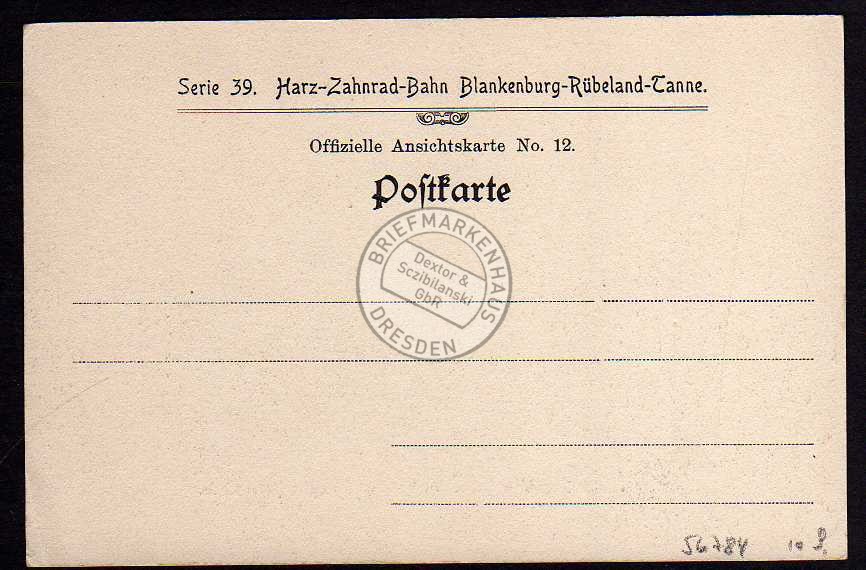 Serie 39. Harz-Zahnrad-Bahn Blankenburg-Rübeland-Tanne.
Offizielle Ansichtskarte No. 12.
Poſtkarte
BRIEFMARKENHAUS
Dextor &
Sczibilanski
GbR
DRESDEN
56784